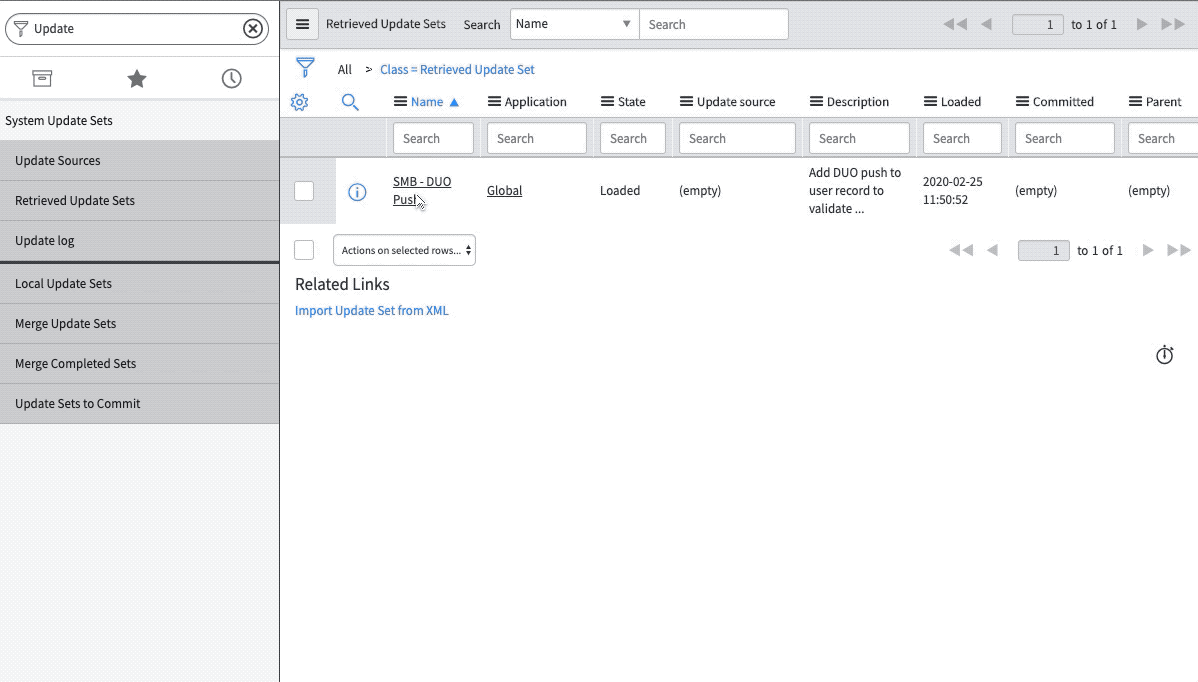 Update
Retrieved Update Sets
Search
Name
Search
1
to 1 of 1
All > Class = Retrieved Update Set
Name
Application
State
Update source
Description
Loaded
Committed
Parent
Search
Search
Search
Search
Search
Search
Search
Search
SMB - DUO
Push
Global
Loaded
(empty)
Add DUO push to
user record to
validate ...
2020-02-25
11:50:52
(empty)
(empty)
Actions on selected rows...
1
to 1 of 1
Related Links
Import Update Set from XML
System Update Sets
Update Sources
Retrieved Update Sets
Update log
Local Update Sets
Merge Update Sets
Merge Completed Sets
Update Sets to Commit